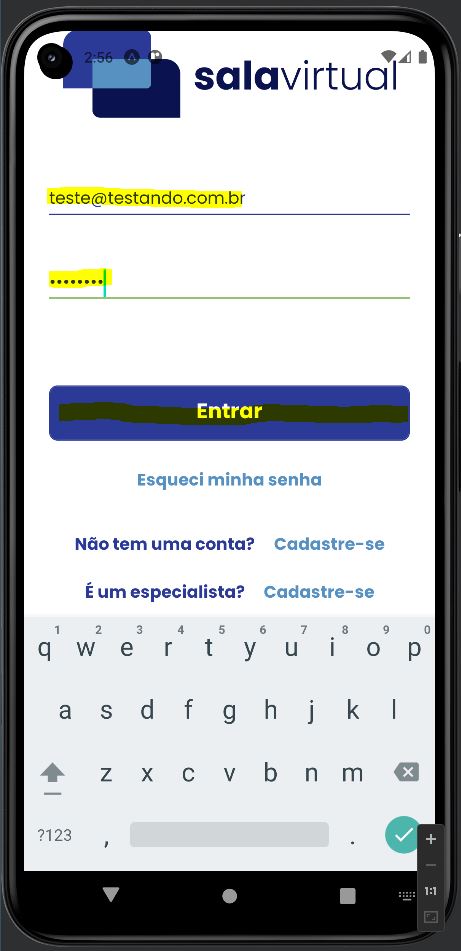 2:56
salavirtual
teste@testando.com.br
••••••••
Entrar
Esqueci minha senha
Não tem uma conta? Cadastre-se
É um especialista? Cadastre-se
1 2 3 4 5 6 7 8 9 0
q w e r t y u i o p
a s d f g h j k l
z x c v b n m
?123 , .
1:1